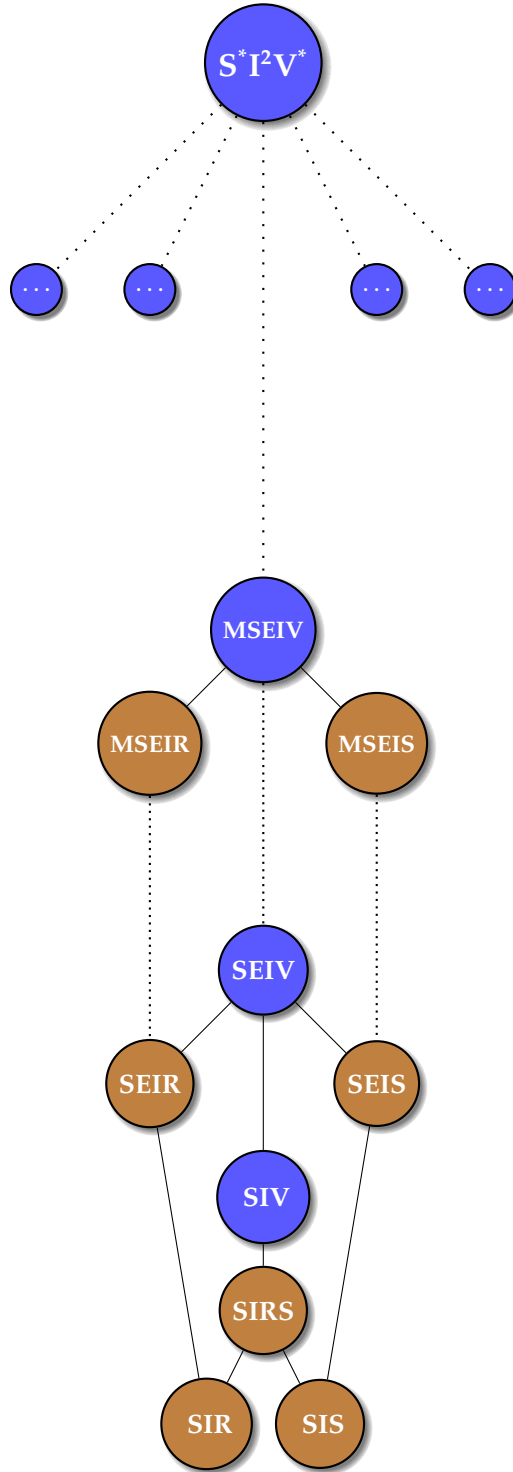 S*I²V*
... ... ... ...
MSEIV
MSEIR MSEIS
SEIV
SEIR SEIS
SIV
SIRS
SIR SIS